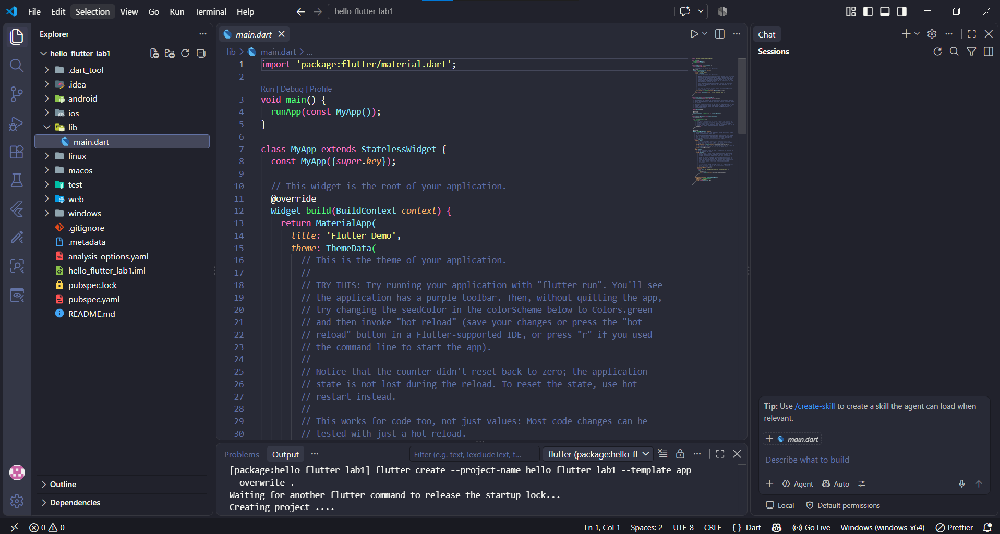 File Edit Selection View Go Run Terminal Help
hello_flutter_lab1
Explorer
hello_flutter_lab1
.dart_tool
.idea
android
ios
lib
main.dart
linux
macos
test
web
windows
.gitignore
.metadata
analysis_options.yaml
hello_flutter_lab1.iml
pubspec.lock
pubspec.yaml
README.md
Outline
Dependencies
main.dart
lib > main.dart > ...
1 import 'package:flutter/material.dart';
2
Run | Debug | Profile
3 void main() {
4 runApp(const MyApp());
5 }
6
7 class MyApp extends StatelessWidget {
8 const MyApp({super.key});
9
10 // This widget is the root of your application.
11 @override
12 Widget build(BuildContext context) {
13 return MaterialApp(
14 title: 'Flutter Demo',
15 theme: ThemeData(
16 // This is the theme of your application.
17 //
18 // TRY THIS: Try running your application with "flutter run". You'll see
19 // the application has a purple toolbar. Then, without quitting the app,
20 // try changing the seedColor in the colorScheme below to Colors.green
21 // and then invoke "hot reload" (save your changes or press the "hot
22 // reload" button in a Flutter-supported IDE, or press "r" if you used
23 // the command line to start the app).
24 //
25 // Notice that the counter didn't reset back to zero; the application
26 // state is not lost during the reload. To reset the state, use hot
27 // restart instead.
28 //
29 // This works for code too, not just values: Most code changes can be
30 // tested with just a hot reload.
Problems Output
Filter (e.g. text, !excludeText, t...
flutter (package:hello_fl
[package:hello_flutter_lab1] flutter create --project-name hello_flutter_lab1 --template app
--overwrite .
Waiting for another flutter command to release the startup lock...
Creating project ....
Chat
Sessions
Tip: Use /create-skill to create a skill the agent can load when
relevant.
main.dart
Describe what to build
Agent Auto
Local Default permissions
0 0
Ln 1, Col 1 Spaces: 2 UTF-8 CRLF { } Dart Go Live Windows (windows-x64) Prettier